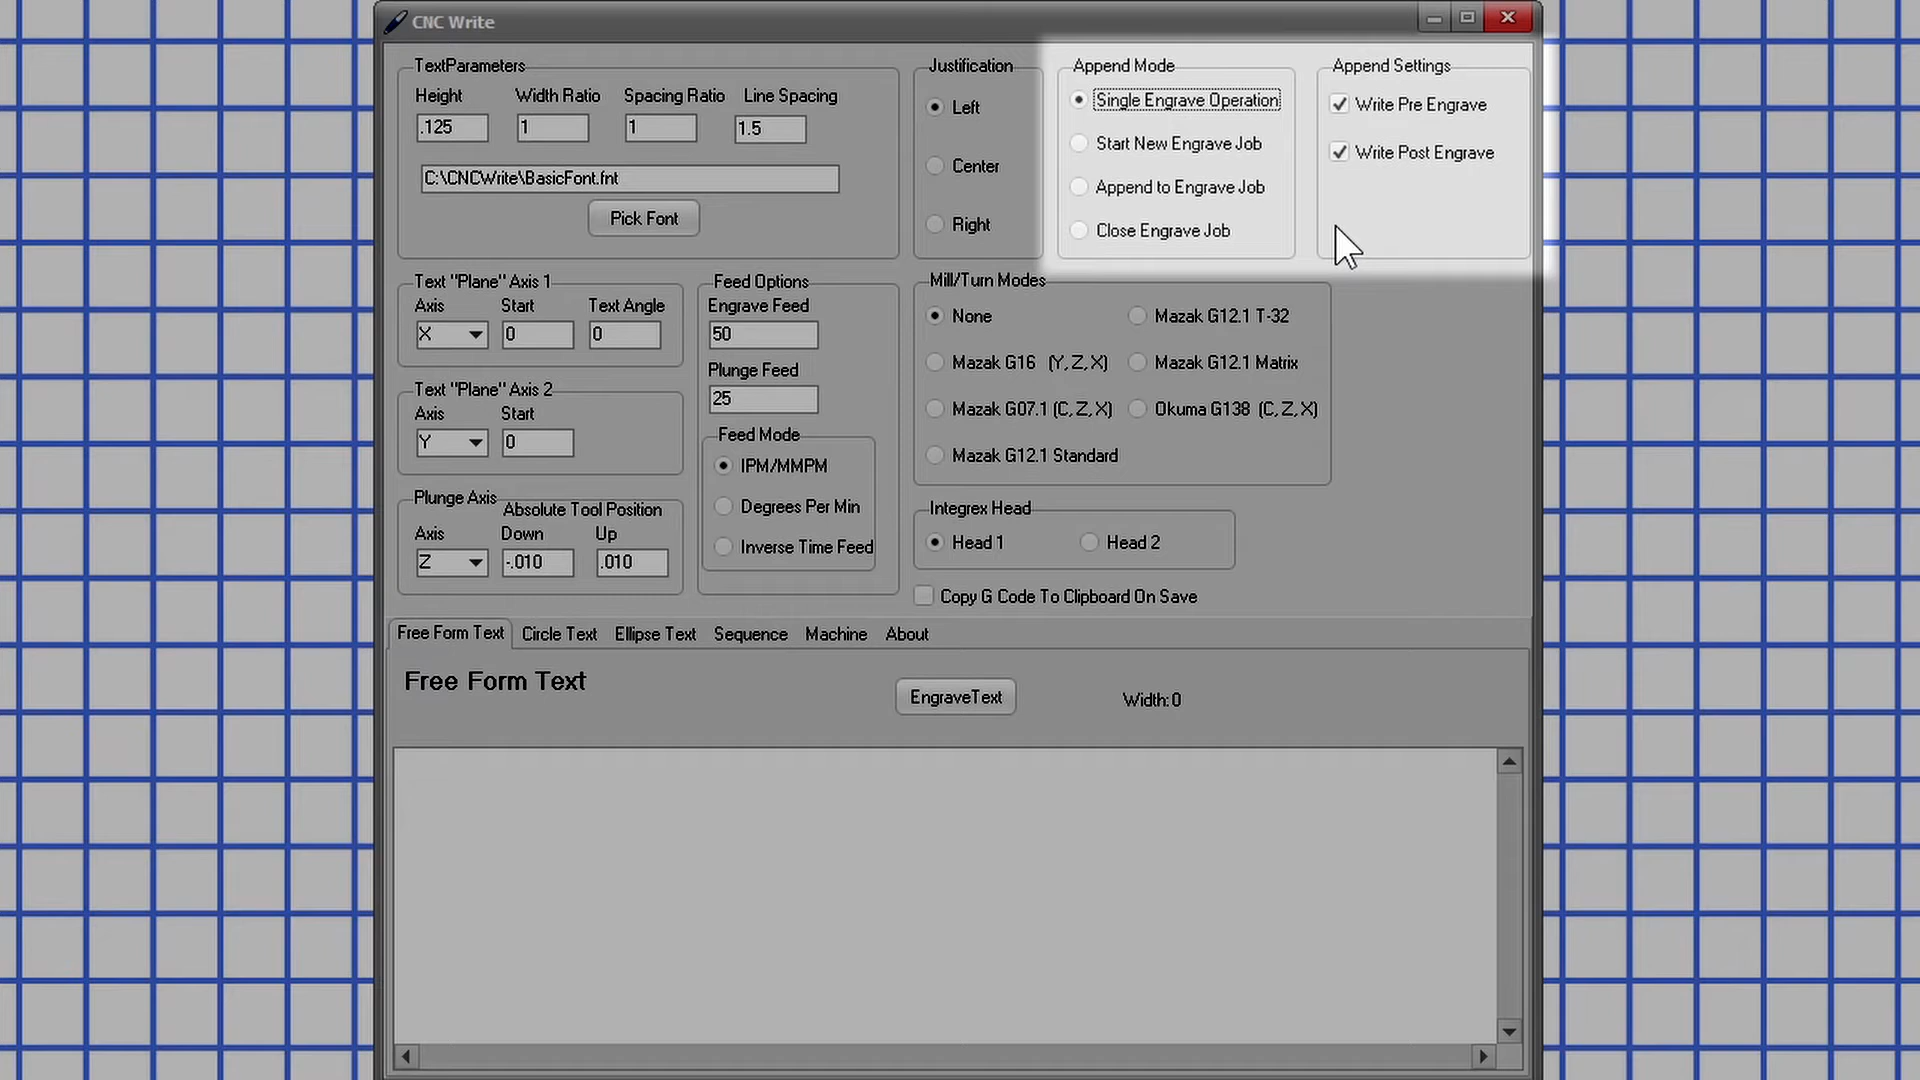 CNC Write
TextParameters
Height Width Ratio Spacing Ratio Line Spacing
.125 1 1 1.5
C:\CNCWrite\BasicFont.fnt
Pick Font
Justification
Left
Center
Right
Append Mode
Single Engrave Operation
Start New Engrave Job
Append to Engrave Job
Close Engrave Job
Append Settings
Write Pre Engrave
Write Post Engrave
Text "Plane" Axis 1
Axis Start Text Angle
X 0 0
Text "Plane" Axis 2
Axis Start
Y 0
Plunge Axis
Absolute Tool Position
Axis Down Up
Z -.010 .010
Feed Options
Engrave Feed
50
Plunge Feed
25
Feed Mode
IPM/MMPM
Degrees Per Min
Inverse Time Feed
Mill/Turn Modes
None Mazak G12.1 T-32
Mazak G16 (Y, Z, X) Mazak G12.1 Matrix
Mazak G07.1 (C, Z, X) Okuma G138 (C, Z, X)
Mazak G12.1 Standard
Integrex Head
Head 1 Head 2
Copy G Code To Clipboard On Save
Free Form Text Circle Text Ellipse Text Sequence Machine About
Free Form Text
EngraveText
Width:0